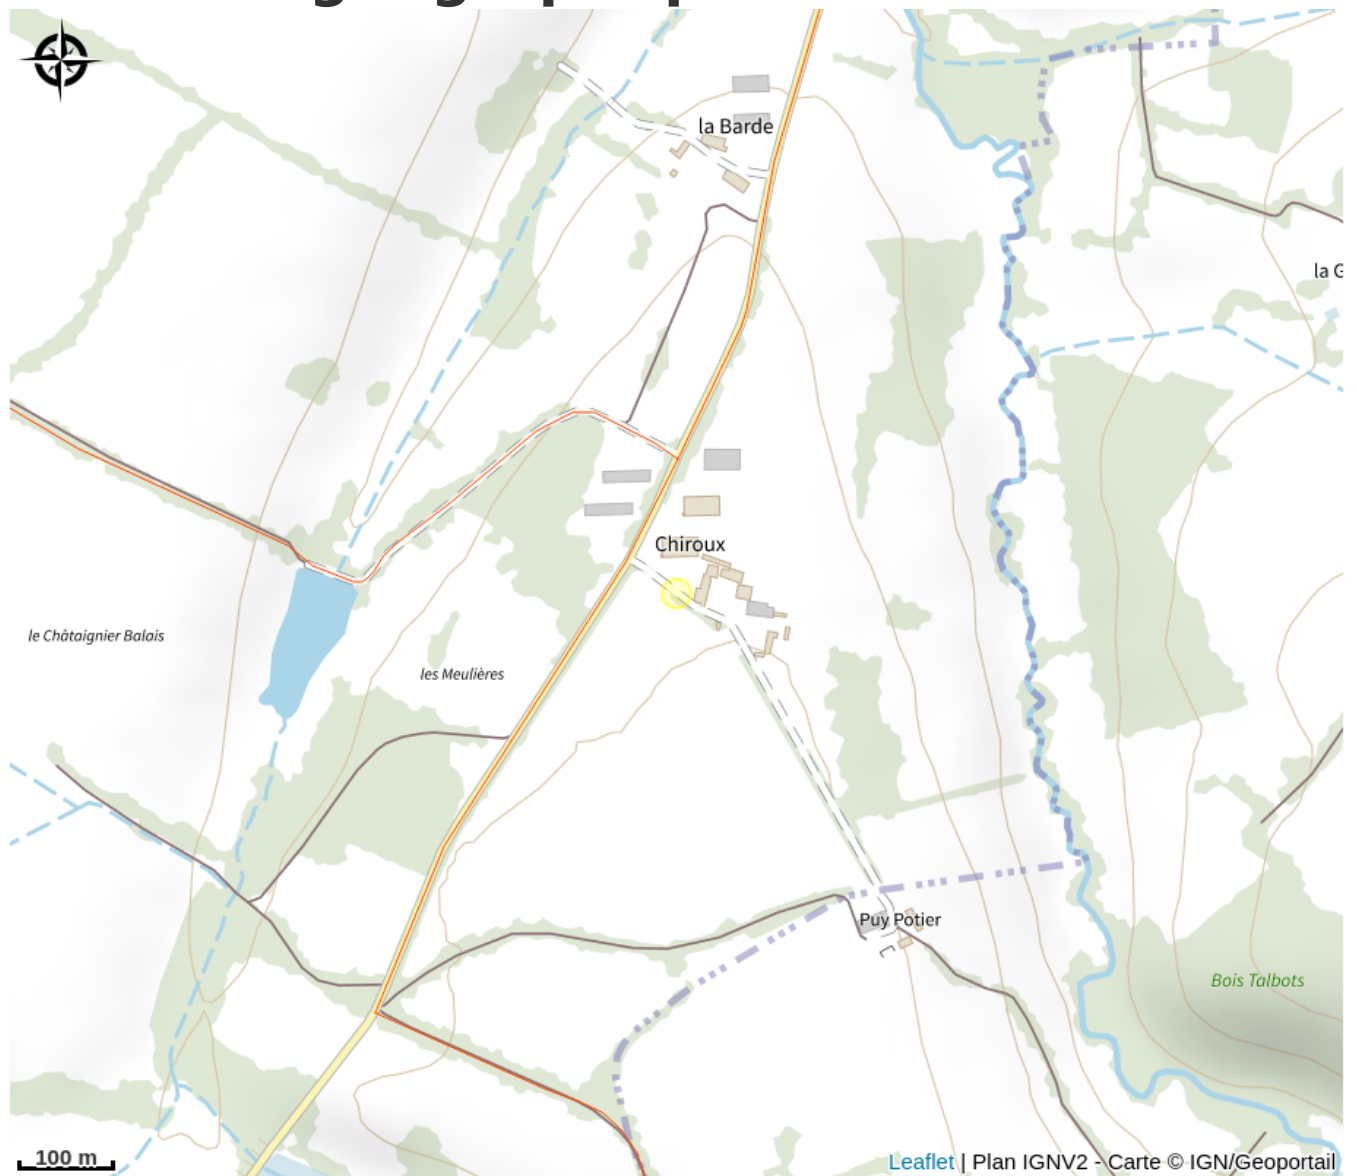 la Barde
la G
Chiroux
le Châtaignier Balais
les Meulières
Puy Potier
Bois Talbots
100 m
Leaflet | Plan IGNV2 - Carte © IGN/Geoportail